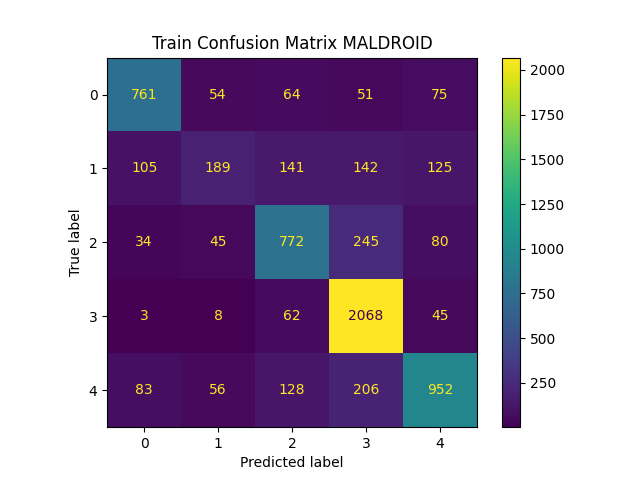 Train Confusion Matrix MALDROID
0 761 54 64 51 75
1 105 189 141 142 125
2 34 45 772 245 80
3 3 8 62 2068 45
4 83 56 128 206 952
0 1 2 3 4
Predicted label
True label
2000
1750
1500
1250
1000
750
500
250